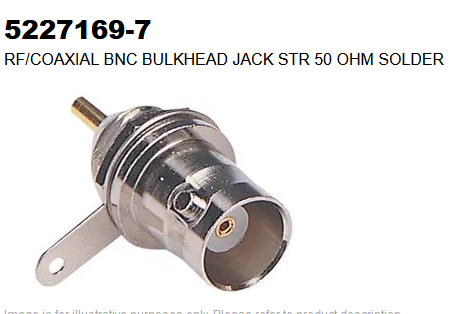 5227169-7
RF/COAXIAL BNC BULKHEAD JACK STR 50 OHM SOLDER
Image is for illustrative purposes only. Please refer to product description